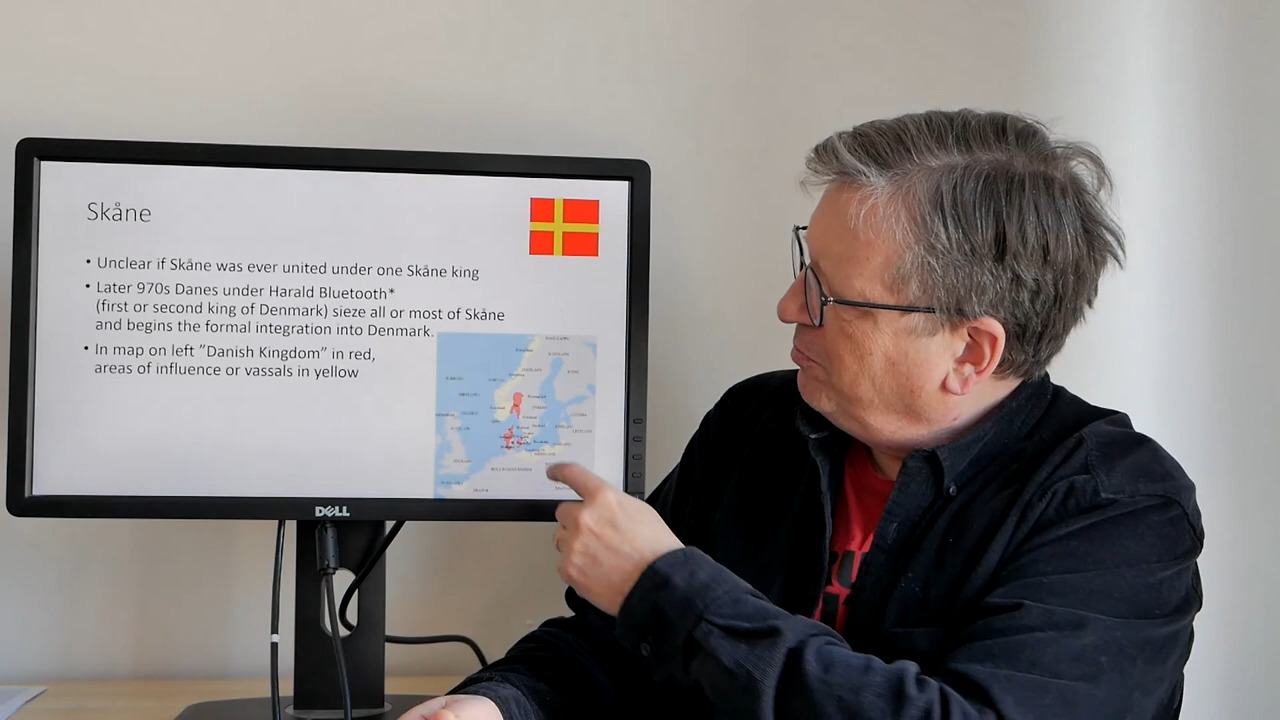 Skåne
• Unclear if Skåne was ever united under one Skåne king
• Later 970s Danes under Harald Bluetooth*
(first or second king of Denmark) sieze all or most of Skåne
and begins the formal integration into Denmark.
• In map on left ”Danish Kingdom” in red,
areas of influence or vassals in yellow
DELL